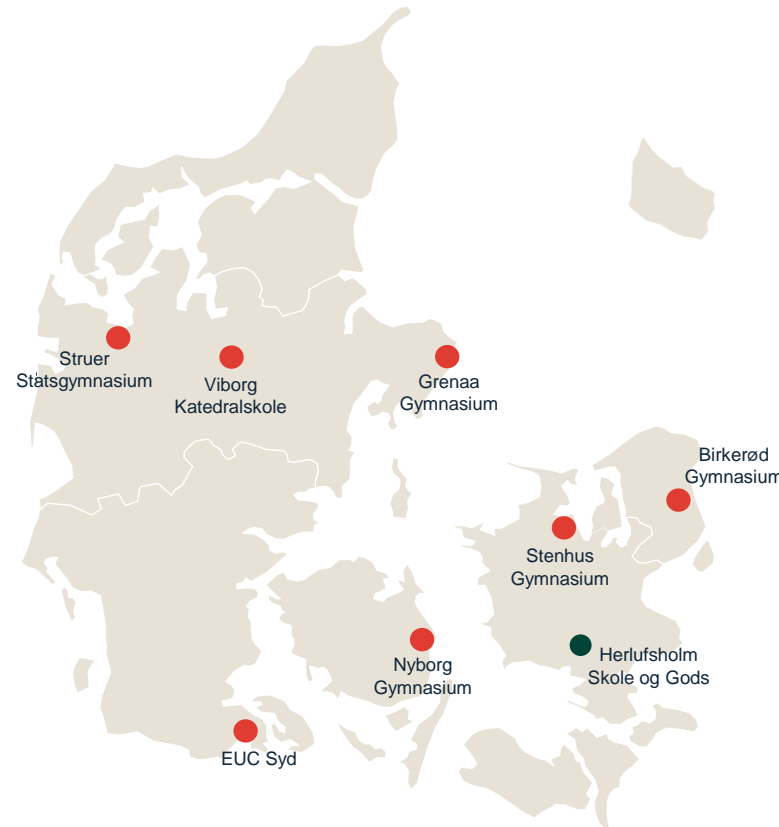 Struer
Statsgymnasium
Viborg
Katedralskole
Grenaa
Gymnasium
Birkerød
Gymnasium
Stenhus
Gymnasium
Nyborg
Gymnasium
Herlufsholm
Skole og Gods
EUC Syd